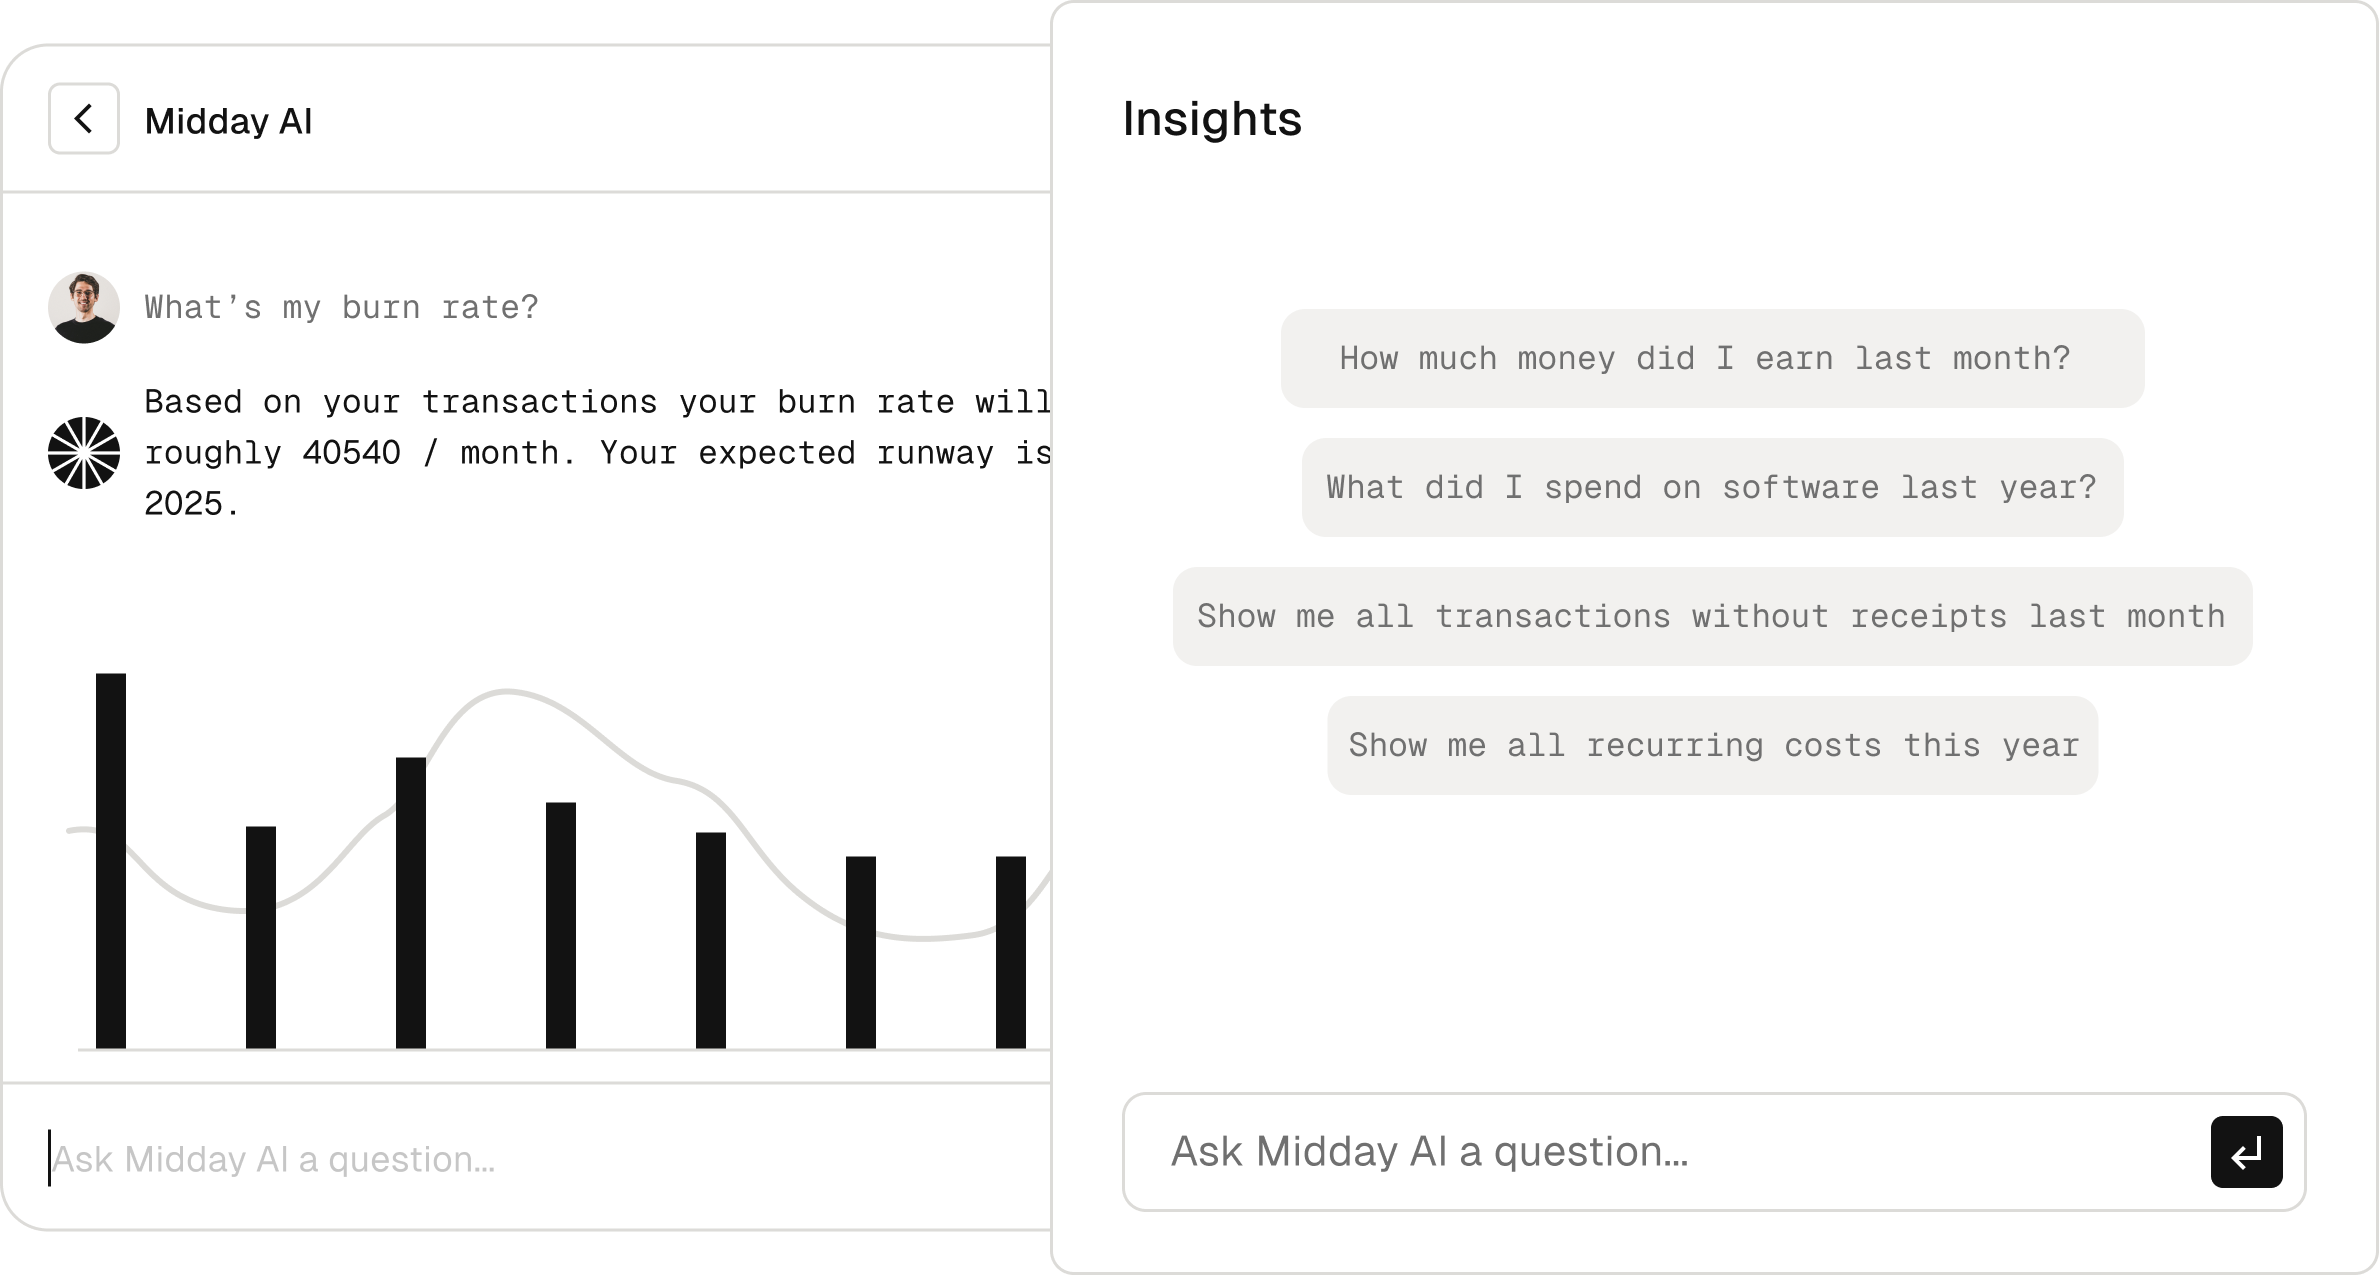 Midday AI
What’s my burn rate?
Based on your transactions your burn rate will
roughly 40540 / month. Your expected runway is
2025.
Ask Midday AI a question...
Insights
How much money did I earn last month?
What did I spend on software last year?
Show me all transactions without receipts last month
Show me all recurring costs this year
Ask Midday AI a question...